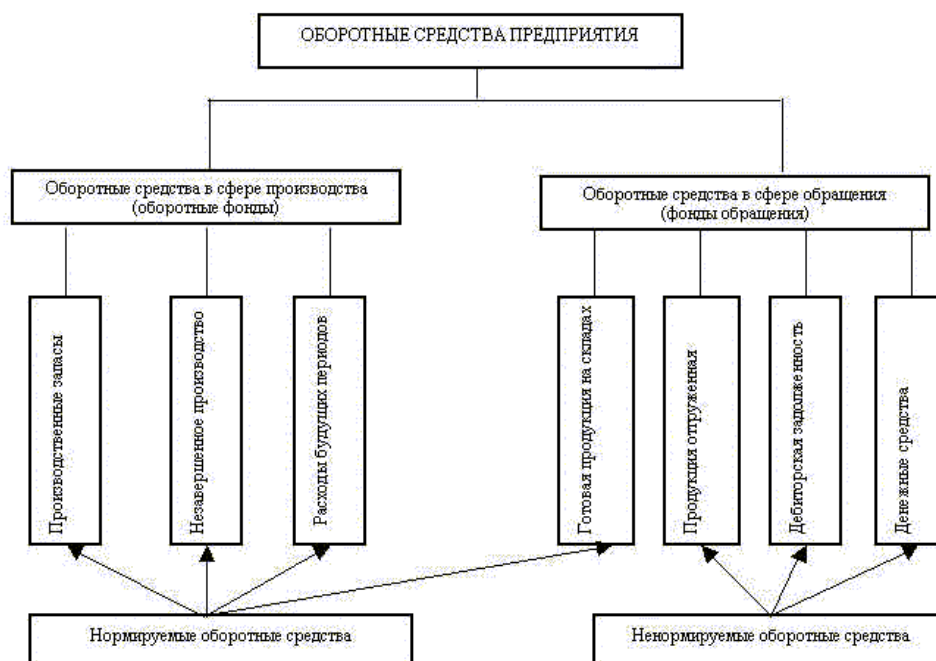 ОБОРОТНЫЕ СРЕДСТВА ПРЕДПРИЯТИЯ
Оборотные средства в сфере производства
(оборотные фонды)
Оборотные средства в сфере обращения
(фонды обращения)
Производственные запасы
Незавершенное производство
Расходы будущих периодов
Готовая продукция на складах
Продукция отгруженная
Дебиторская задолженность
Денежные средства
Нормируемые оборотные средства
Ненормируемые оборотные средства